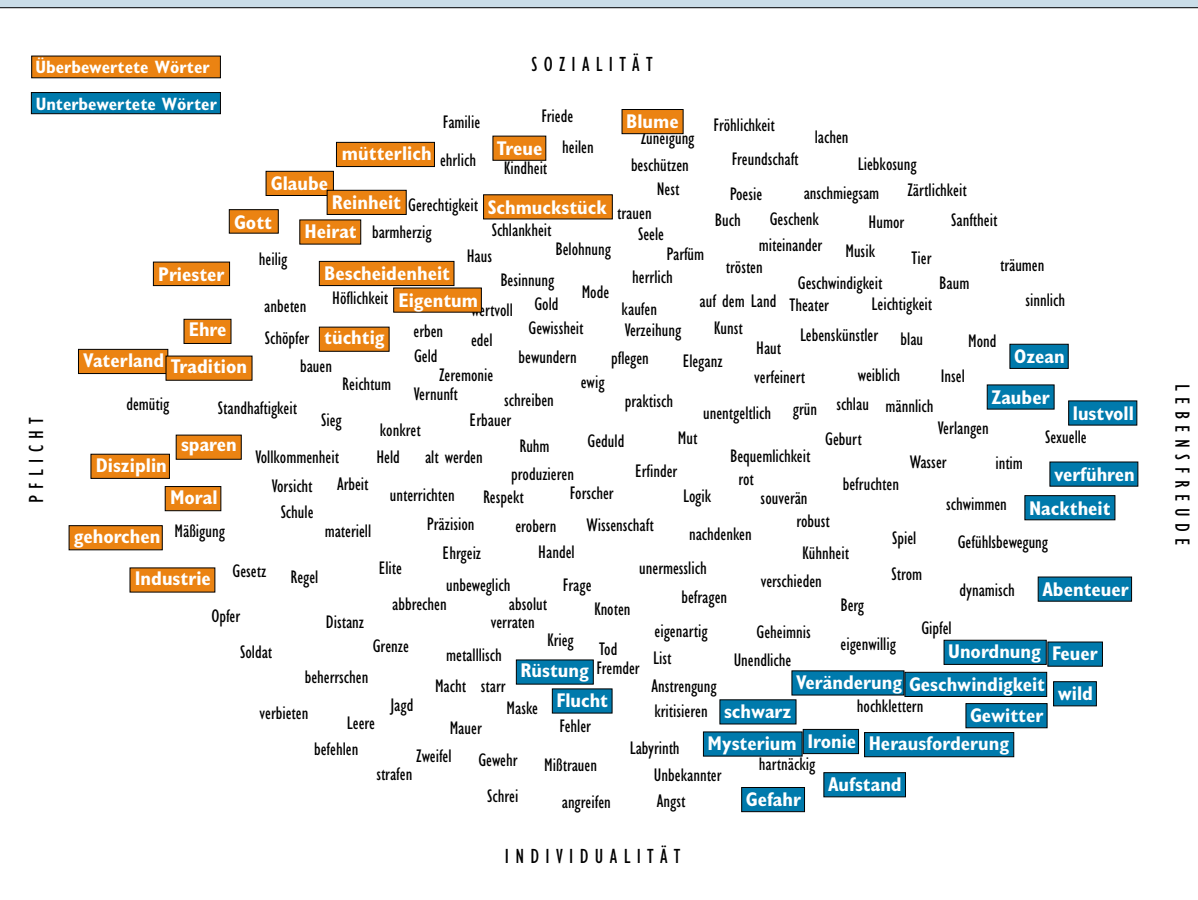 SOZIALITÄT
Überbewertete Wörter
Unterbewertete Wörter
Familie
Friede
Blume
Fröhlichkeit
lachen
Zuneigung
mütterlich
ehrlich
Treue
heilen
Kindheit
beschützen
Freundschaft
Liebkosung
Glaube
Nest
Poesie
anschmiegsam
Zärtlichkeit
Reinheit
Gerechtigkeit
Schmuckstück
trauen
Gott
Heirat
barmherzig
Schlankheit
Seele
Buch
Geschenk
Humor
Sanftheit
heilig
Haus
Belohnung
Parfüm
miteinander
Musik
Tier
Priester
Bescheidenheit
Besinnung
herrlich
trösten
träumen
Geschwindigkeit
Baum
anbeten
Höflichkeit
Eigentum
wertvoll
Gold
Mode
kaufen
auf dem Land
Theater
Leichtigkeit
sinnlich
Ehre
Schöpfer
tüchtig
erben
edel
Gewissheit
Verzeihung
Kunst
Lebenskünstler
blau
Mond
Vaterland
Tradition
bauen
Geld
bewundern
pflegen
Eleganz
Haut
Ozean
Reichtum
Zeremonie
ewig
verfeinert
weiblich
Insel
Vernunft
schreiben
praktisch
Zauber
demütig
Standhaftigkeit
Sieg
Erbauer
unentgeltlich
grün
schlau
männlich
lustvoll
PFLICHT
LEBENSFREUDE
sparen
konkret
Ruhm
Geduld
Mut
Geburt
Verlangen
Sexuelle
Disziplin
Vollkommenheit
Held
alt werden
produzieren
Erfinder
Bequemlichkeit
Wasser
intim
verführen
Moral
Vorsicht
Arbeit
unterrichten
Respekt
Forscher
Logik
rot
souverän
befruchten
Schule
schwimmen
Nacktheit
gehorchen
Mäßigung
materiell
Präzision
erobern
Wissenschaft
nachdenken
robust
Spiel
Gefühlsbewegung
Ehrgeiz
Handel
Kühnheit
Industrie
Gesetz
Regel
Elite
unbeweglich
Frage
unermesslich
verschieden
Strom
dynamisch
Abenteuer
abbrechen
absolut
Knoten
befragen
Berg
Opfer
Distanz
verraten
eigenartig
Geheimnis
eigenwillig
Gipfel
Soldat
Grenze
metalllisch
Krieg
Tod
List
Unendliche
Unordnung
Feuer
beherrschen
Rüstung
Fremder
Macht
starr
Anstrengung
Veränderung
Geschwindigkeit
wild
verbieten
Jagd
Maske
Flucht
kritisieren
schwarz
hochklettern
Gewitter
Leere
Mauer
Fehler
befehlen
Zweifel
Gewehr
Mißtrauen
Labyrinth
Mysterium
Ironie
Herausforderung
strafen
Unbekannter
hartnäckig
Aufstand
Schrei
angreifen
Angst
Gefahr
INDIVIDUALITÄT